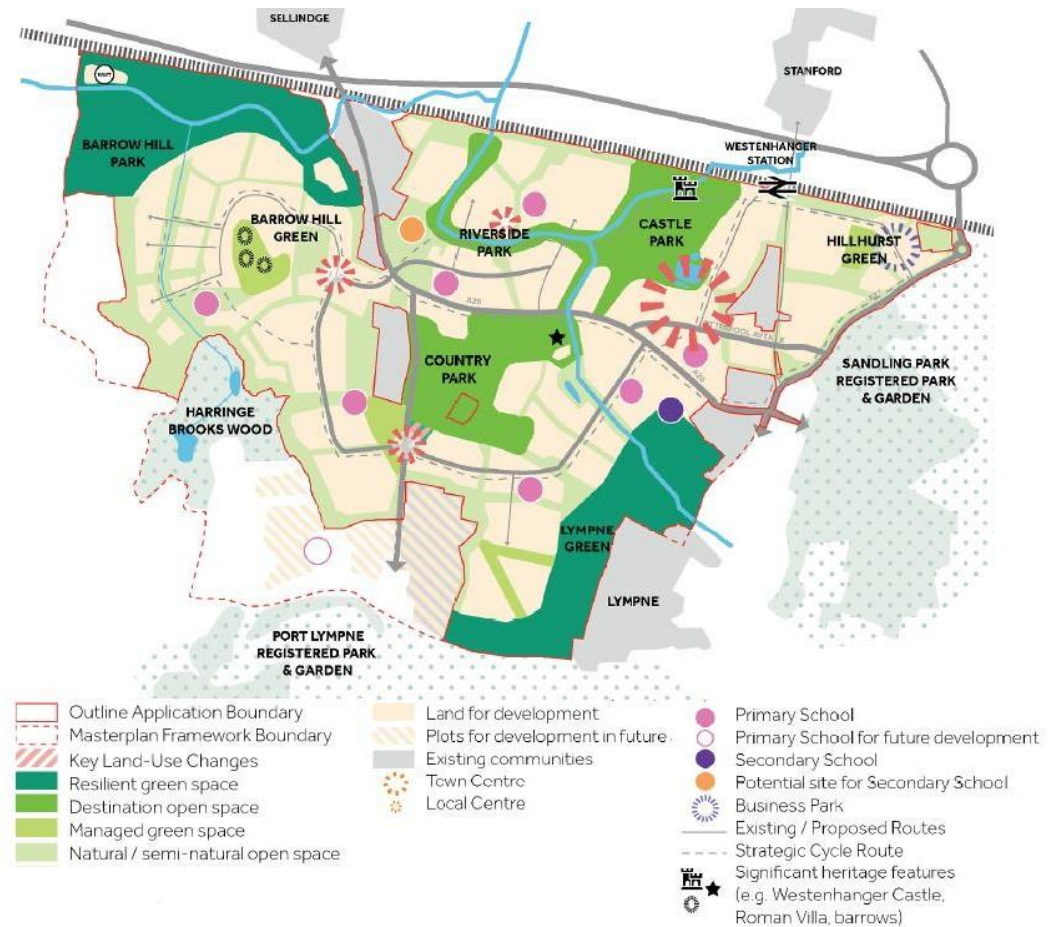 SELLINDGE
STANFORD
WESTENHANGER
STATION
BARROW HILL
PARK
BARROW HILL
GREEN
RIVERSIDE
PARK
CASTLE
PARK
HILLHURST
GREEN
A20
COUNTRY
PARK
A20
SANDLING PARK
REGISTERED PARK
& GARDEN
HARRINGE
BROOKS WOOD
LYMPNE
GREEN
LYMPNE
PORT LYMPNE
REGISTERED PARK
& GARDEN
Outline Application Boundary
Masterplan Framework Boundary
Key Land-Use Changes
Resilient green space
Destination open space
Managed green space
Natural / semi-natural open space
Land for development
Plots for development in future
Existing communities
Town Centre
Local Centre
Primary School
Primary School for future development
Secondary School
Potential site for Secondary School
Business Park
Existing / Proposed Routes
Strategic Cycle Route
Significant heritage features
(e.g. Westenhanger Castle,
Roman Villa, barrows)